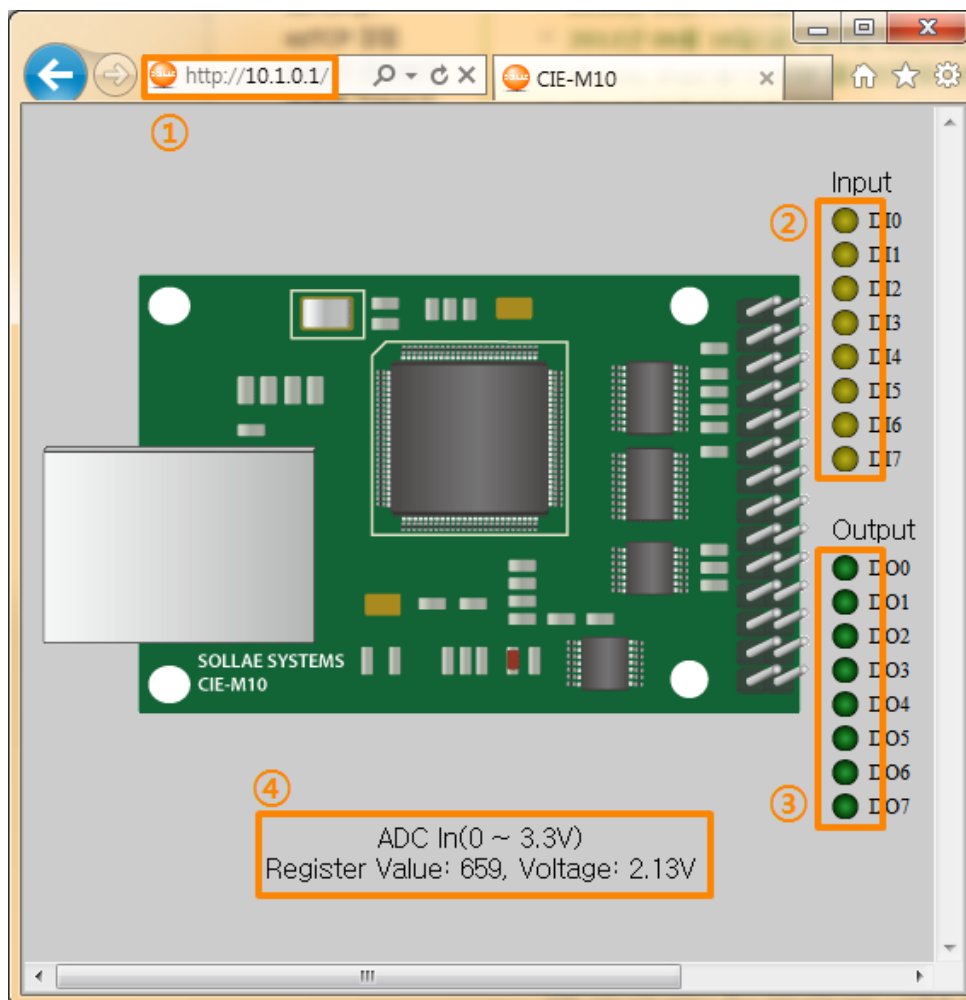 http://10.1.0.1/
CIE-M10
①
Input
②
DI0
DI1
DI2
DI3
DI4
DI5
DI6
DI7
Output
DO0
DO1
DO2
DO3
DO4
DO5
DO6
DO7
③
SOLLAE SYSTEMS
CIE-M10
④
ADC In(0 ~ 3.3V)
Register Value: 659, Voltage: 2.13V